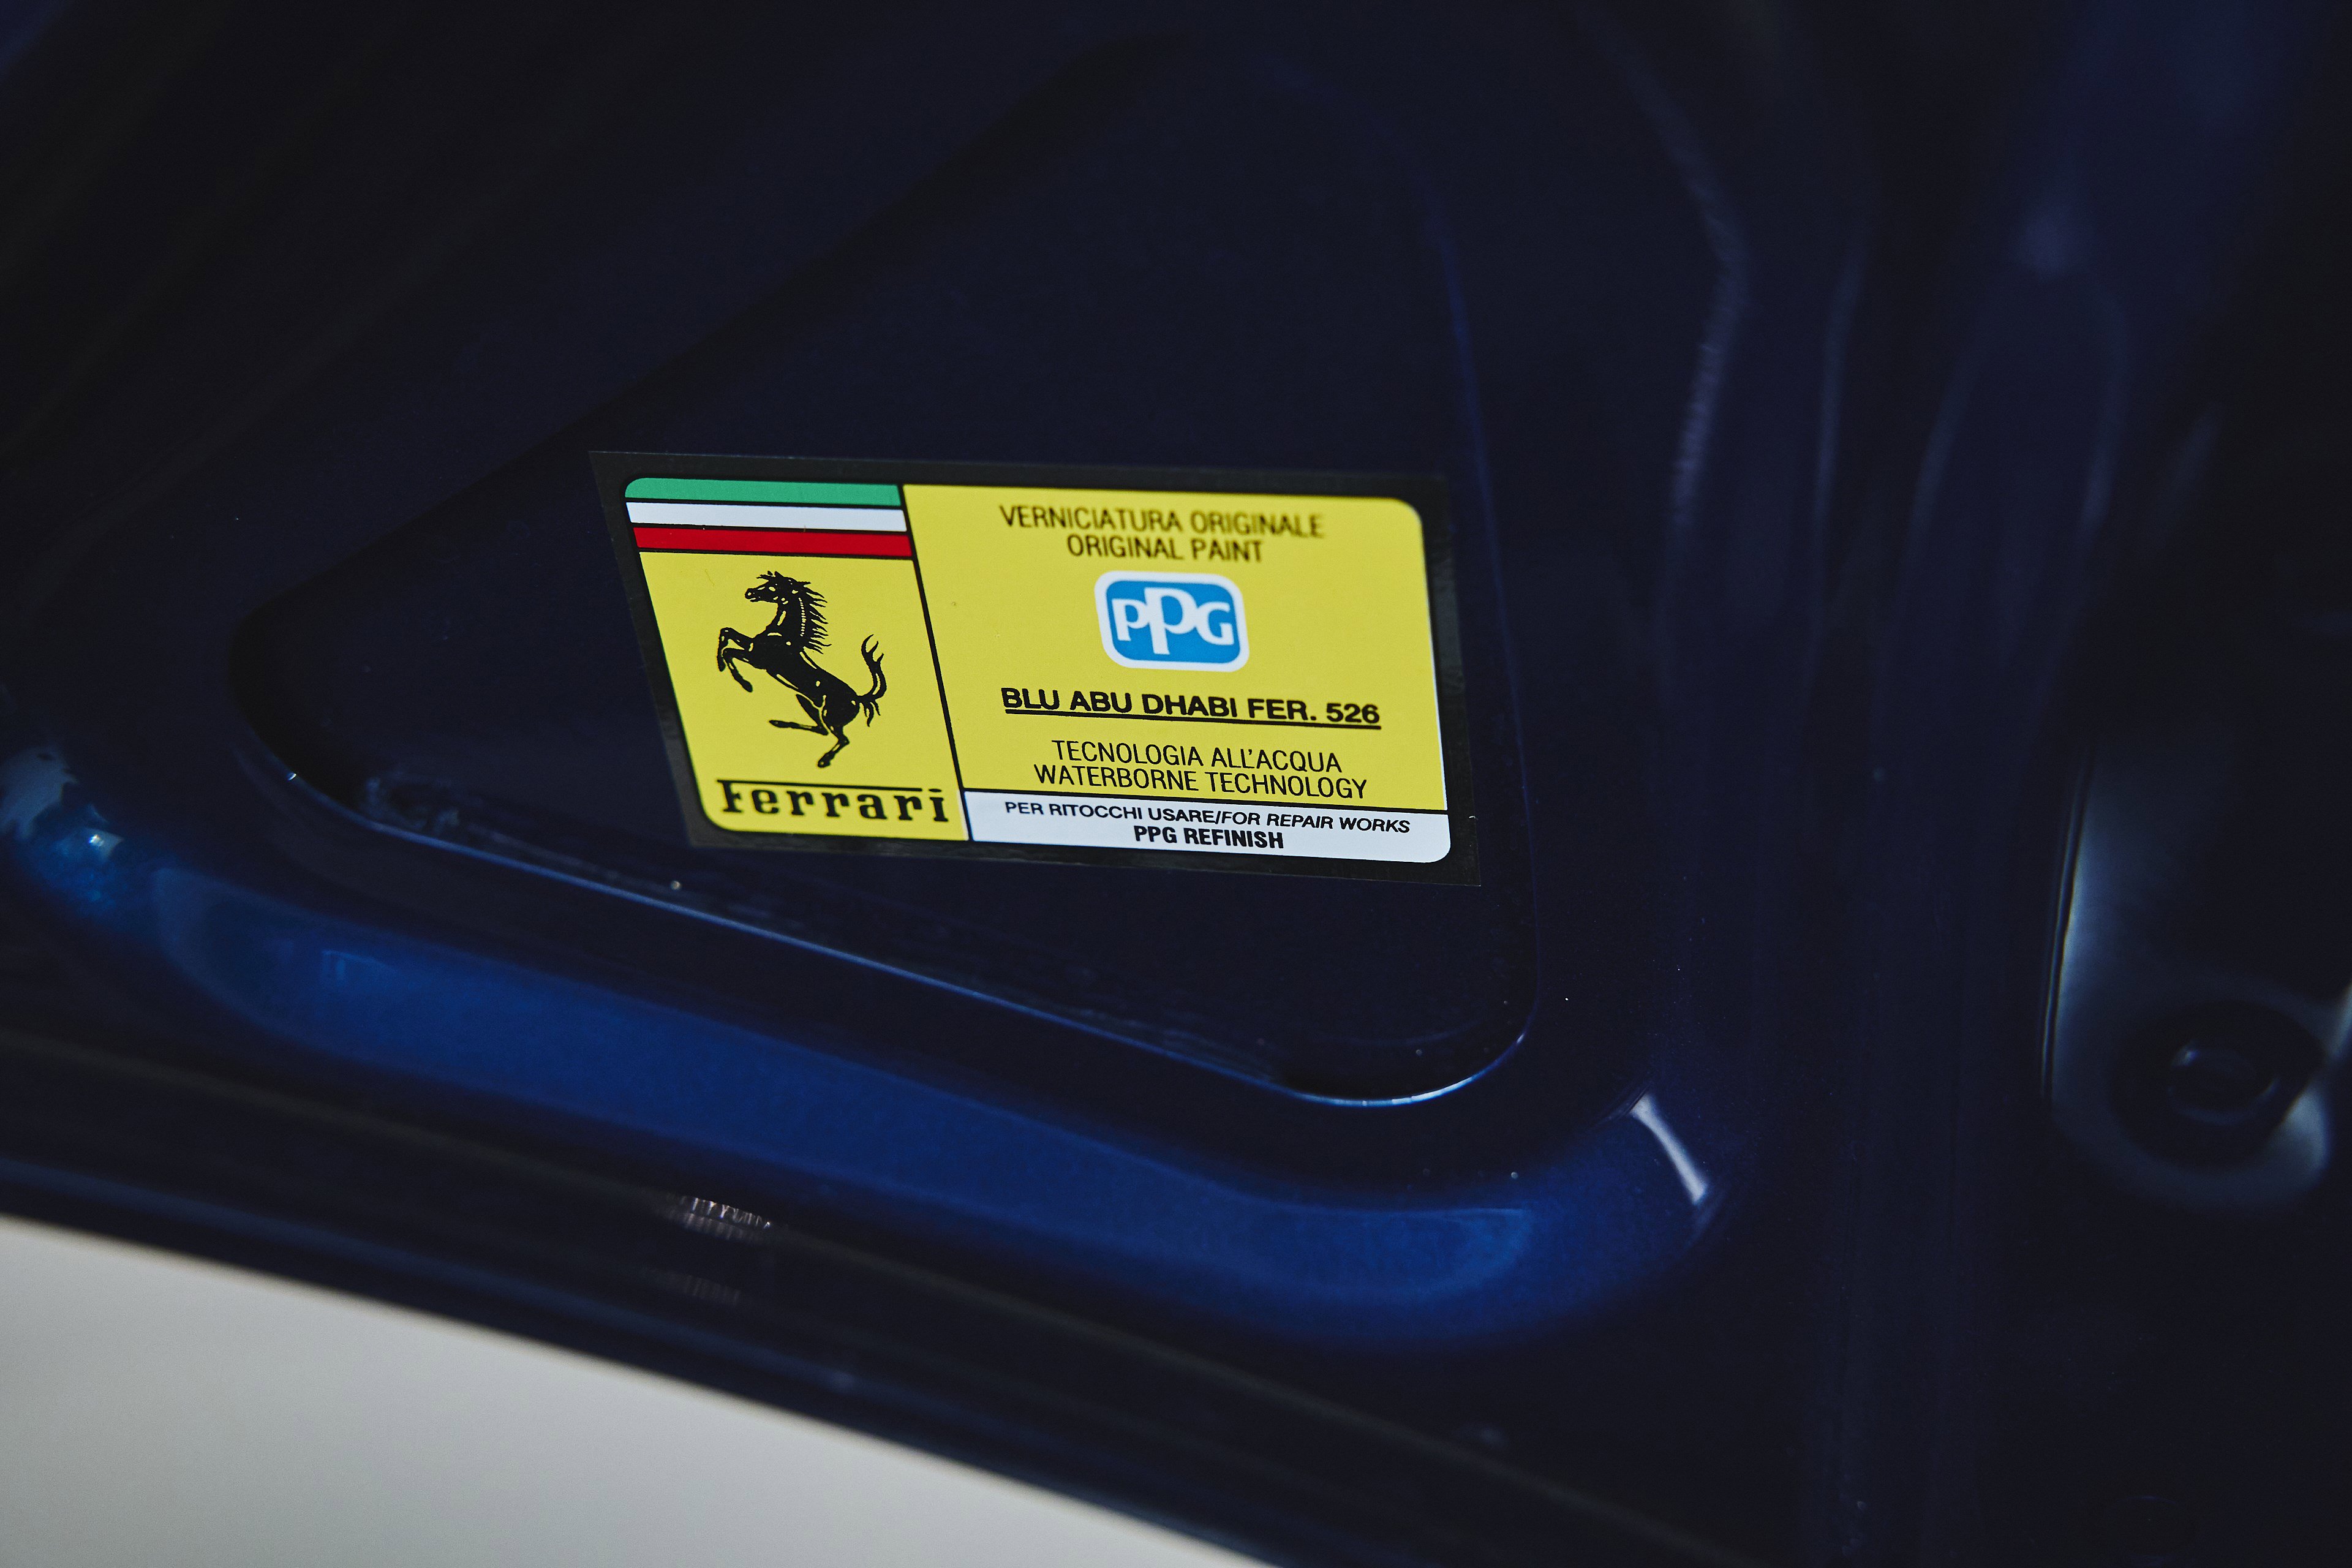 Ferrari
VERNICIATURA ORIGINALE
ORIGINAL PAINT
PPG
BLU ABU DHABI FER. 526
TECNOLOGIA ALL'ACQUA
WATERBORNE TECHNOLOGY
PER RITOCCHI USARE/FOR REPAIR WORKS
PPG REFINISH